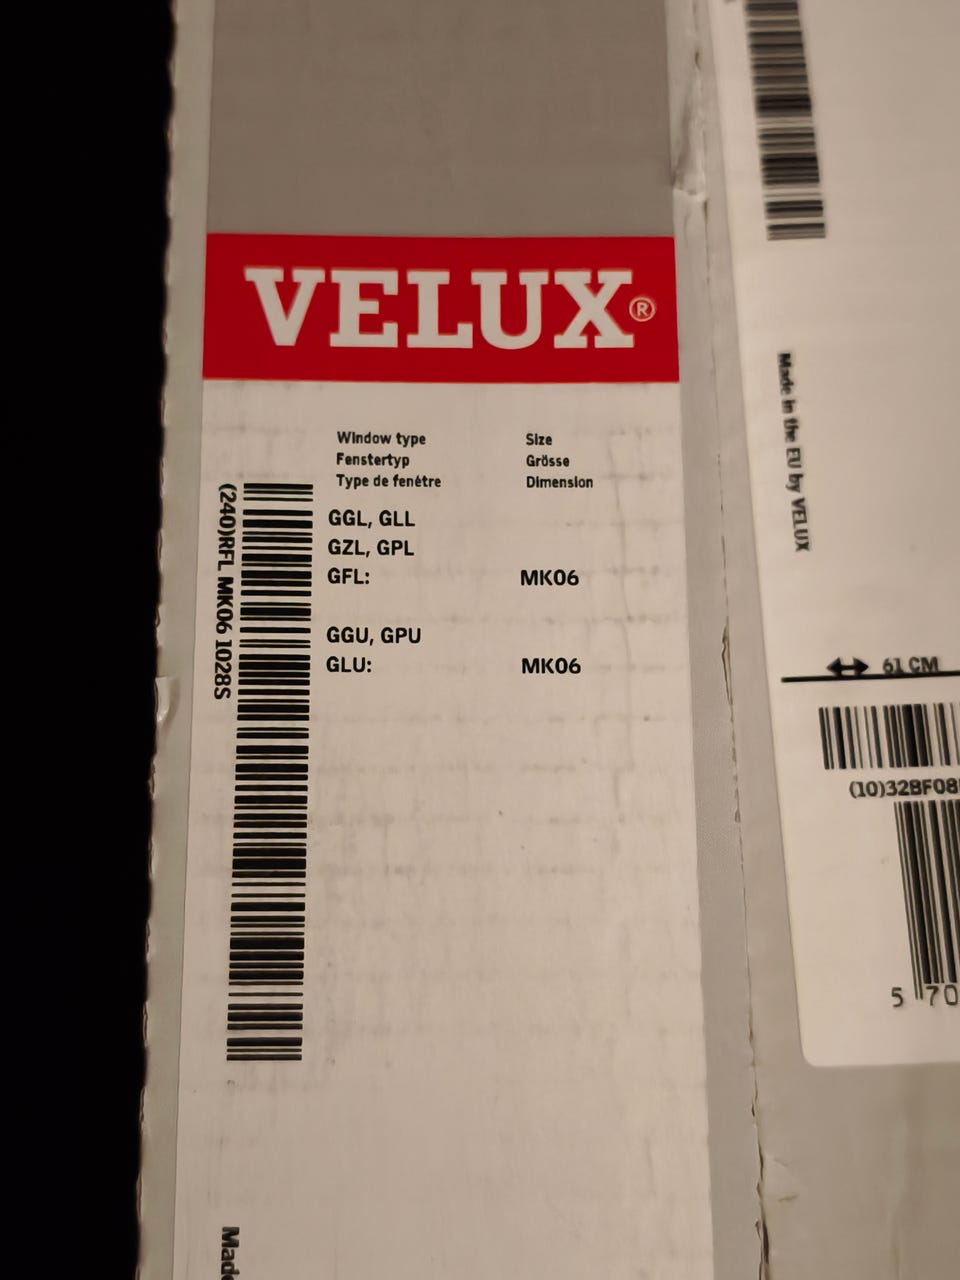 VELUX®
Window type Size
Fenstertyp Grösse
Type de fenêtre Dimension
GGL, GLL
GZL, GPL
GFL: MK06
GGU, GPU
GLU: MK06
(240)RFL MK06 1028S
Made
Made in the EU by VELUX
61 CM
(10)32BF08
5 70